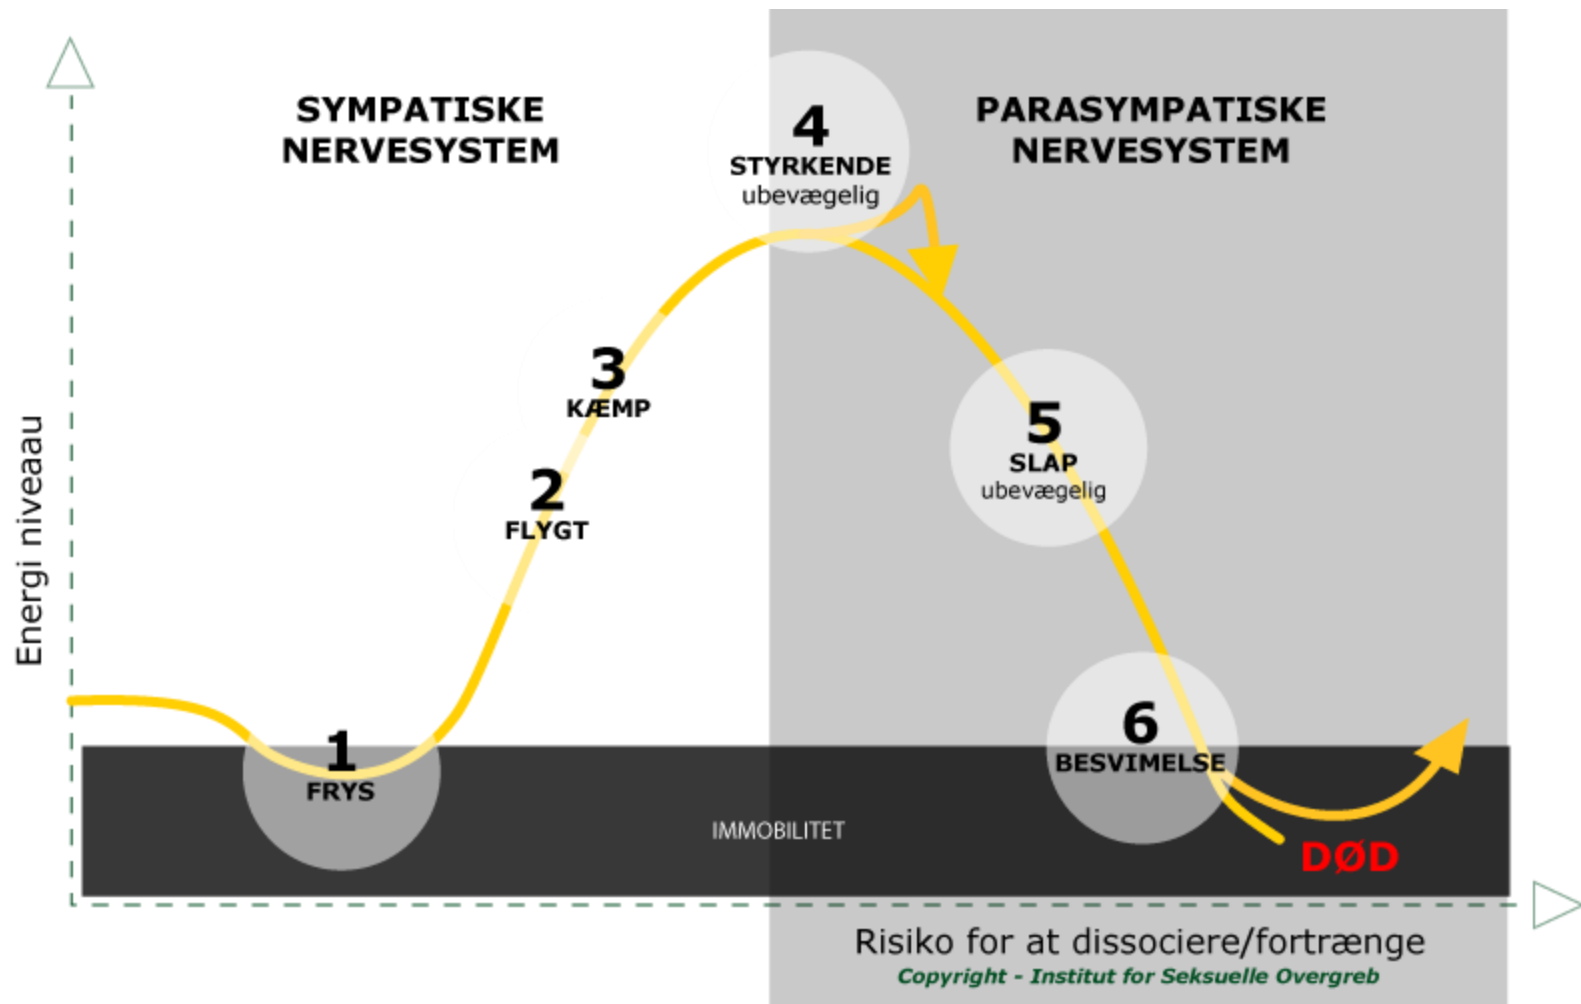 SYMPATISKE
NERVESYSTEM
PARASYMPATISKE
NERVESYSTEM
4
STYRKENDE
ubevægelig
3
KÆMP
2
FLYGT
5
SLAP
ubevægelig
Energi niveaau
1
FRYS
6
BESVIMELSE
IMMOBILITET
DØD
Risiko for at dissociere/fortrænge
Copyright - Institut for Seksuelle Overgreb